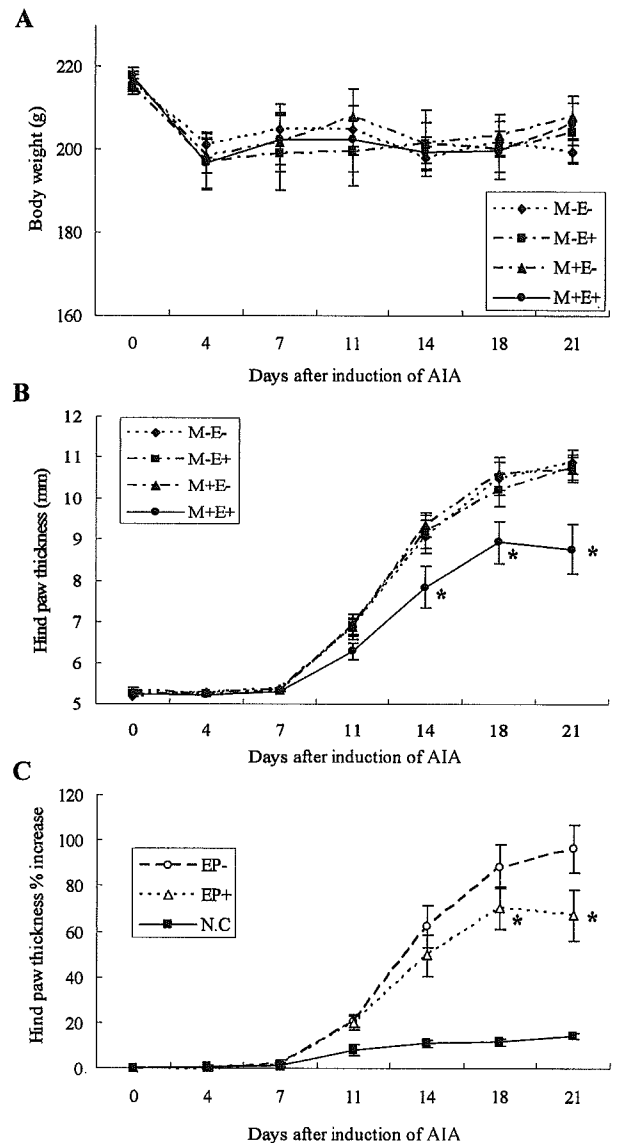 A
Body weight (g)
220
200
180
160
M-E-
M-E+
M+E-
M+E+
0 4 7 11 14 18 21
Days after induction of AIA
B
Hind paw thickness (mm)
12
11
10
9
8
7
6
5
M-E-
M-E+
M+E-
M+E+
* * *
0 4 7 11 14 18 21
Days after induction of AIA
C
Hind paw thickness % increase
120
100
80
60
40
20
0
EP-
EP+
N.C
* *
0 4 7 11 14 18 21
Days after induction of AIA